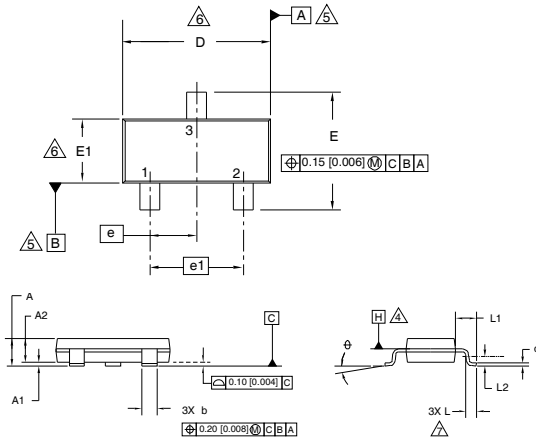 6
D
A 5
3
E
6 E1
1 2
⌖ 0.15 [0.006] Ⓜ C B A
5 B
e
e1
A
A2
C
A1
⌓ 0.10 [0.004] C
3X b
⌖ 0.20 [0.008] Ⓜ C B A
H 4
L1
θ
c
L2
3X L
7